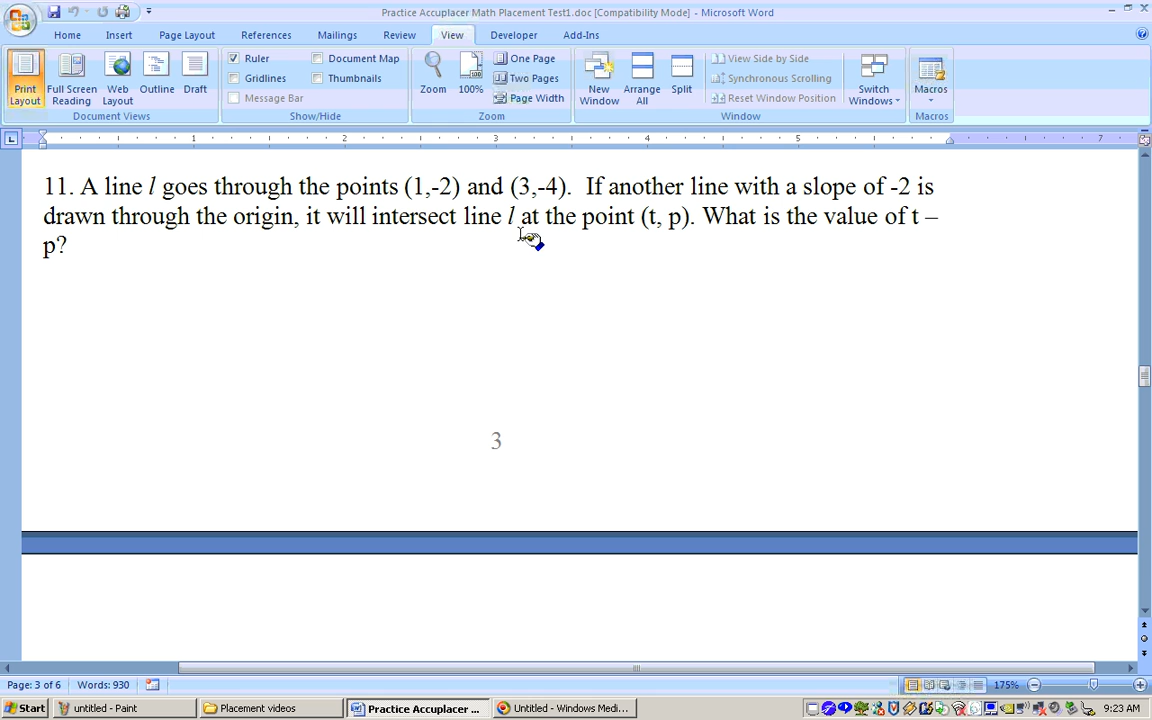 Practice Accuplacer Math Placement Test1.doc [Compatibility Mode] - Microsoft Word
Home Insert Page Layout References Mailings Review View Developer Add-Ins
Print Layout
Full Screen Reading
Web Layout
Outline
Draft
Document Views
Ruler
Gridlines
Message Bar
Document Map
Thumbnails
Show/Hide
Zoom
100%
One Page
Two Pages
Page Width
Zoom
New Window
Arrange All
Split
View Side by Side
Synchronous Scrolling
Reset Window Position
Switch Windows
Window
Macros
Macros
1 2 3 4 5 7
11. A line l goes through the points (1,-2) and (3,-4). If another line with a slope of -2 is
drawn through the origin, it will intersect line l at the point (t, p). What is the value of t –
p?
3
Page: 3 of 6 Words: 930 175%
Start untitled - Paint Placement videos Practice Accuplacer ... Untitled - Windows Medi... 9:23 AM